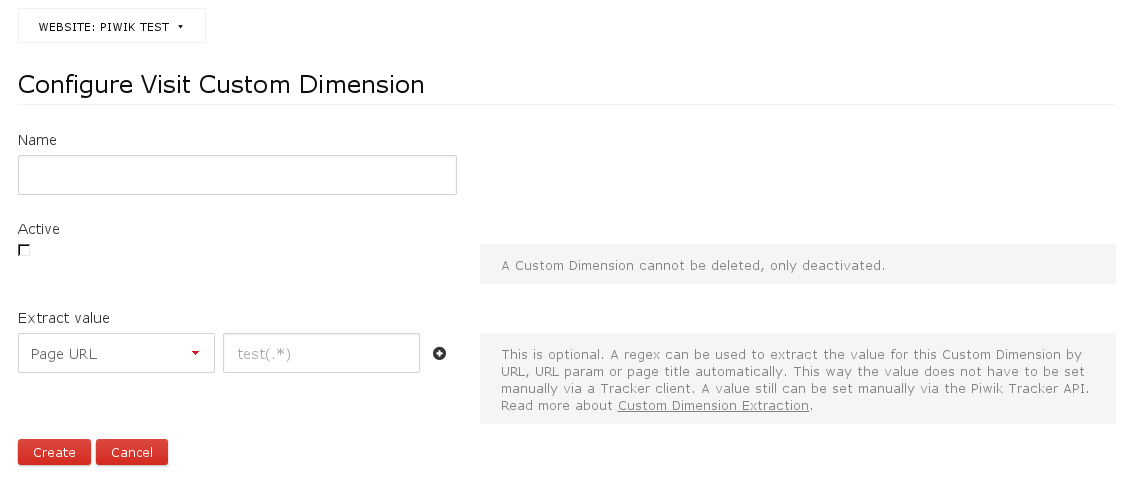 WEBSITE: PIWIK TEST
Configure Visit Custom Dimension
Name
Active
A Custom Dimension cannot be deleted, only deactivated.
Extract value
Page URL
test(.*)
This is optional. A regex can be used to extract the value for this Custom Dimension by
URL, URL param or page title automatically. This way the value does not have to be set
manually via a Tracker client. A value still can be set manually via the Piwik Tracker API.
Read more about Custom Dimension Extraction.
Create Cancel